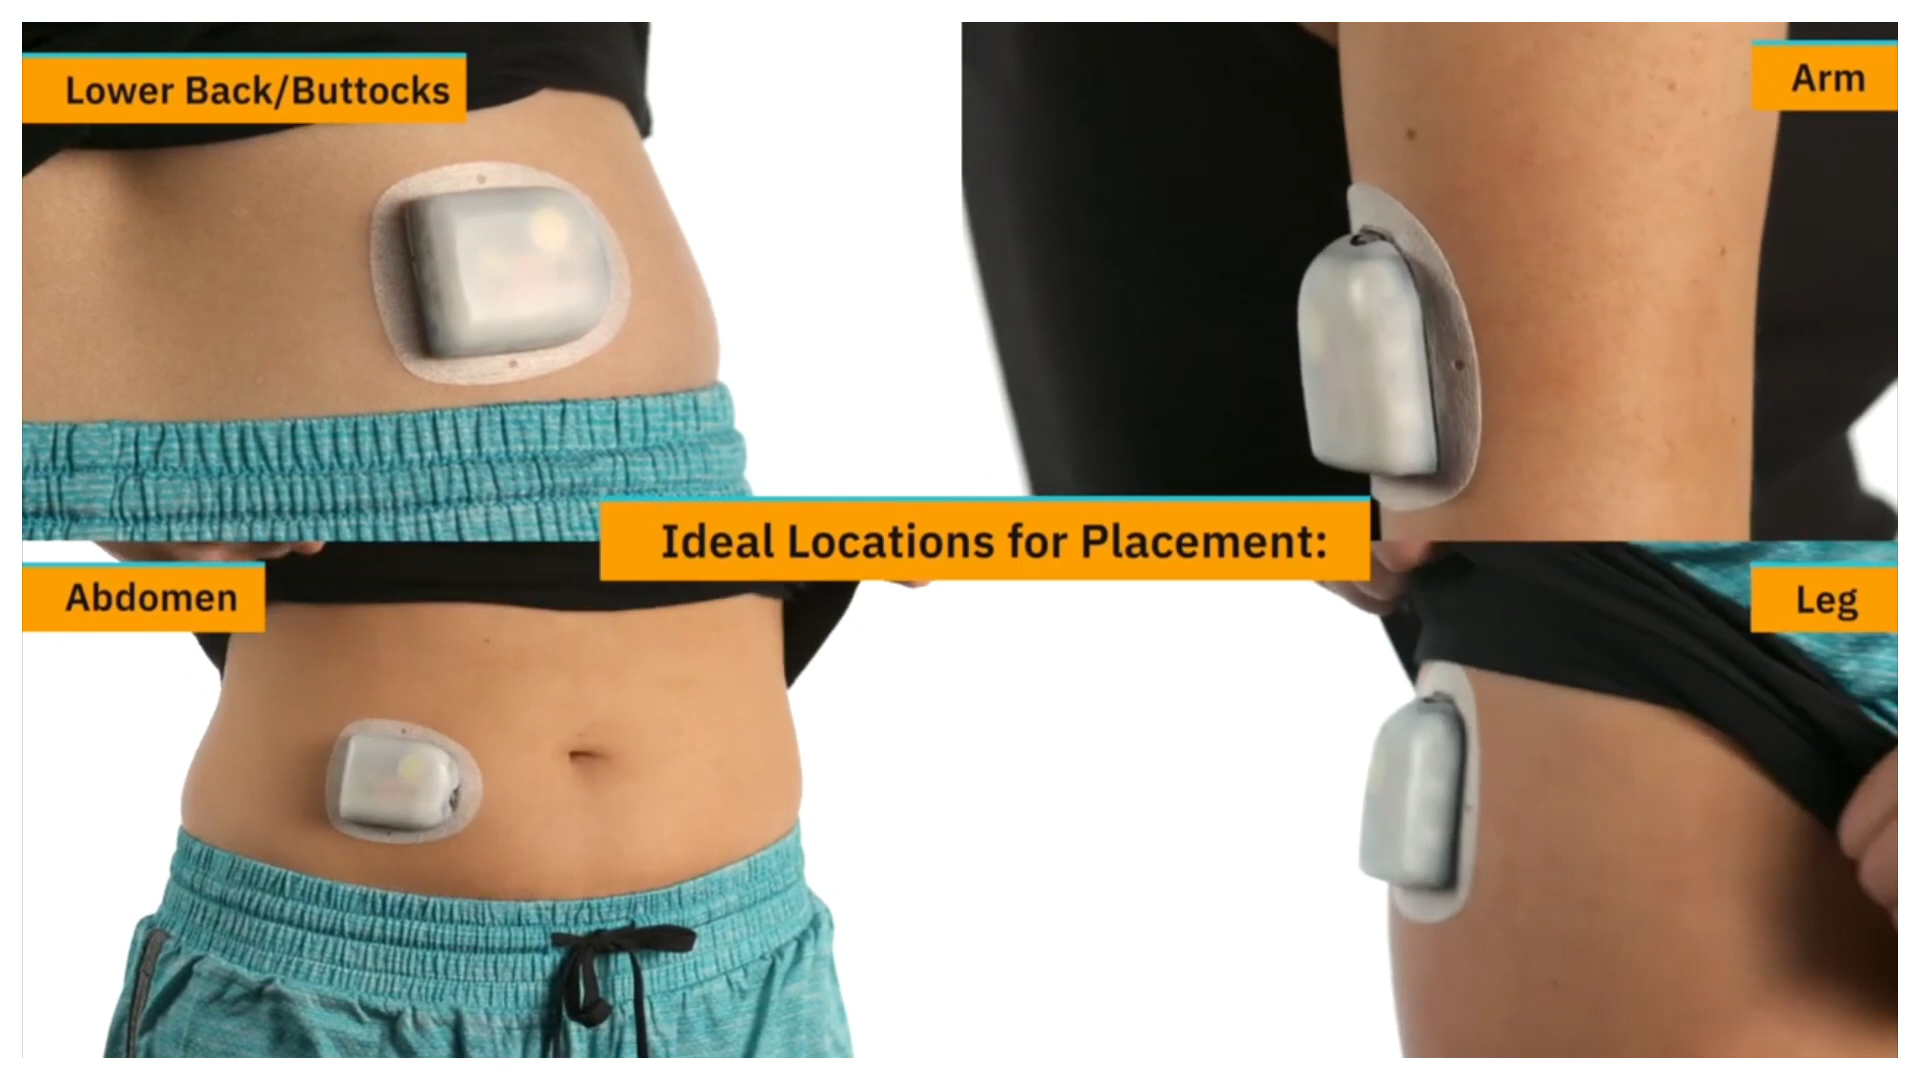 Lower Back/Buttocks
Arm
Ideal Locations for Placement:
Abdomen
Leg